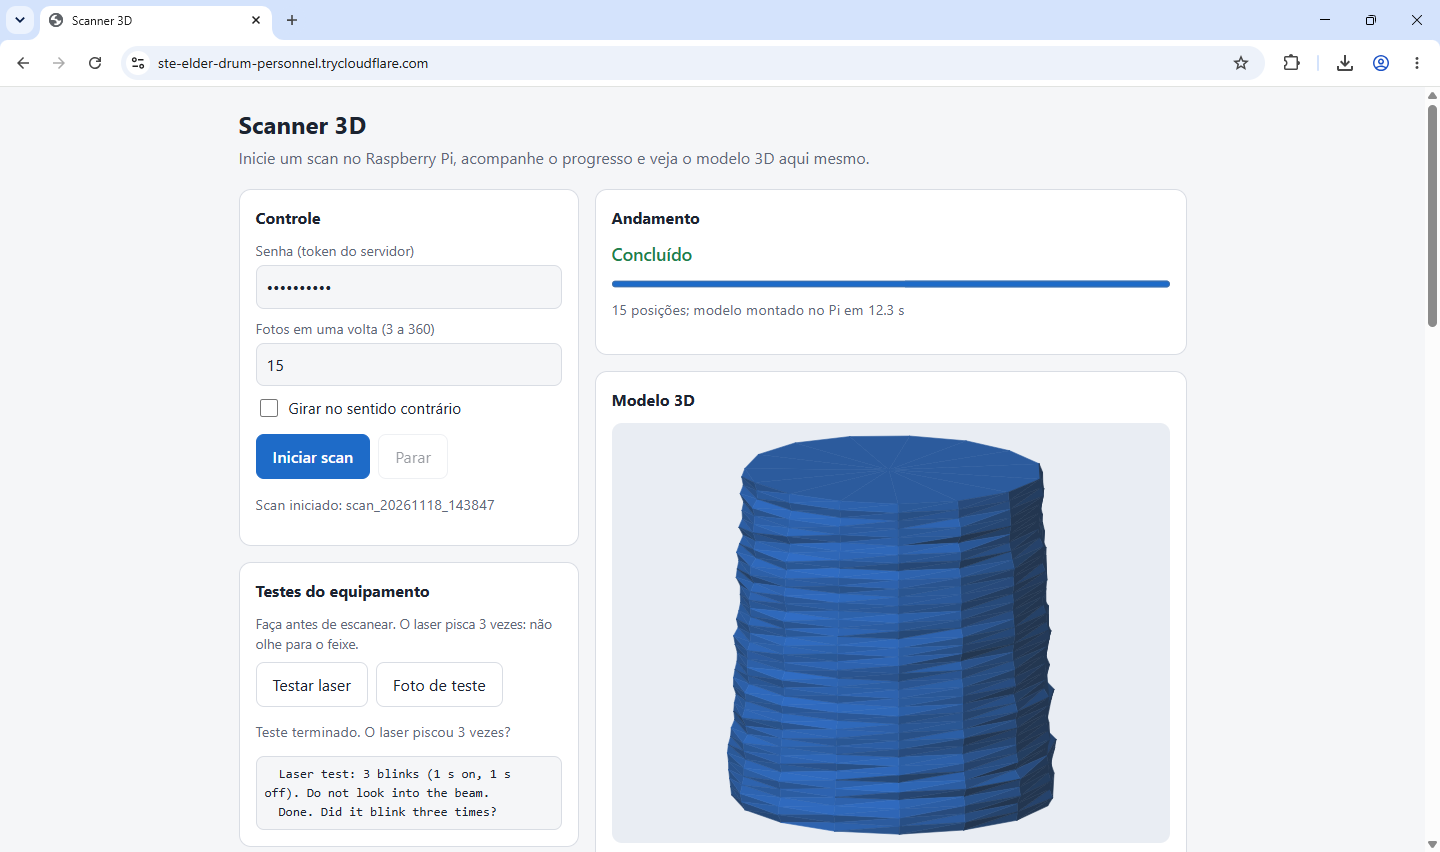 Scanner 3D
ste-elder-drum-personnel.trycloudflare.com
Scanner 3D
Inicie um scan no Raspberry Pi, acompanhe o progresso e veja o modelo 3D aqui mesmo.
Controle
Senha (token do servidor)
••••••••••
Fotos em uma volta (3 a 360)
15
Girar no sentido contrário
Iniciar scan
Parar
Scan iniciado: scan_20261118_143847
Testes do equipamento
Faça antes de escanear. O laser pisca 3 vezes: não
olhe para o feixe.
Testar laser
Foto de teste
Teste terminado. O laser piscou 3 vezes?
Laser test: 3 blinks (1 s on, 1 s
off). Do not look into the beam.
Done. Did it blink three times?
Andamento
Concluído
15 posições; modelo montado no Pi em 12.3 s
Modelo 3D